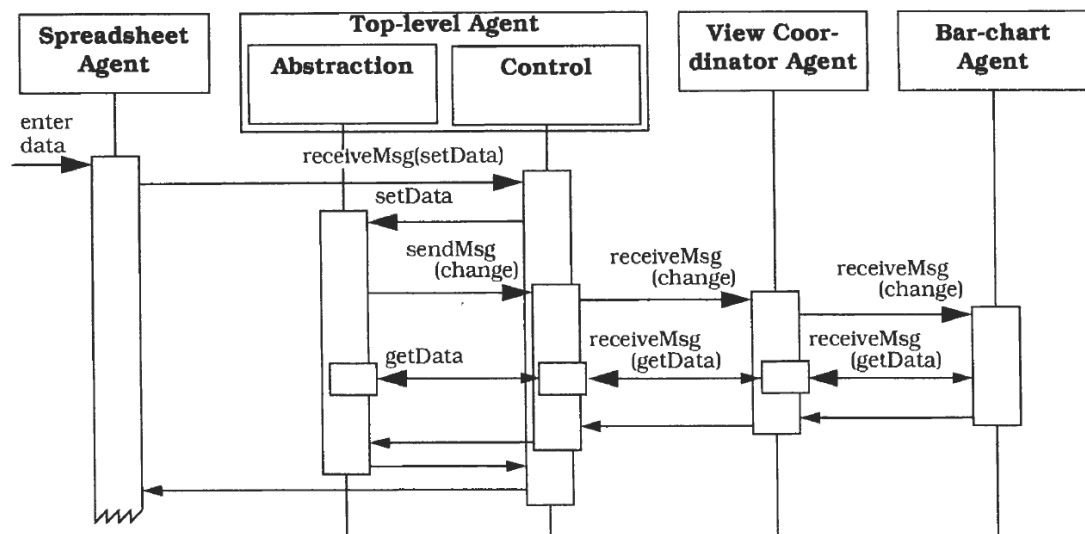 Spreadsheet
Agent
Top-level Agent
Abstraction
Control
View Coor-
dinator Agent
Bar-chart
Agent
enter
data
receiveMsg(setData)
setData
sendMsg
(change)
receiveMsg
(change)
receiveMsg
(change)
getData
receiveMsg
(getData)
receiveMsg
(getData)